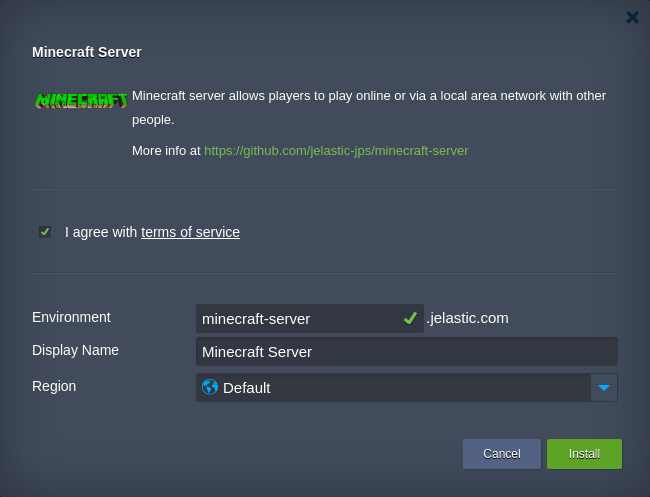 Minecraft Server
MINECRAFT
Minecraft server allows players to play online or via a local area network with other
people.
More info at https://github.com/jelastic-jps/minecraft-server
I agree with terms of service
Environment
minecraft-server
.jelastic.com
Display Name
Minecraft Server
Region
Default
Cancel
Install